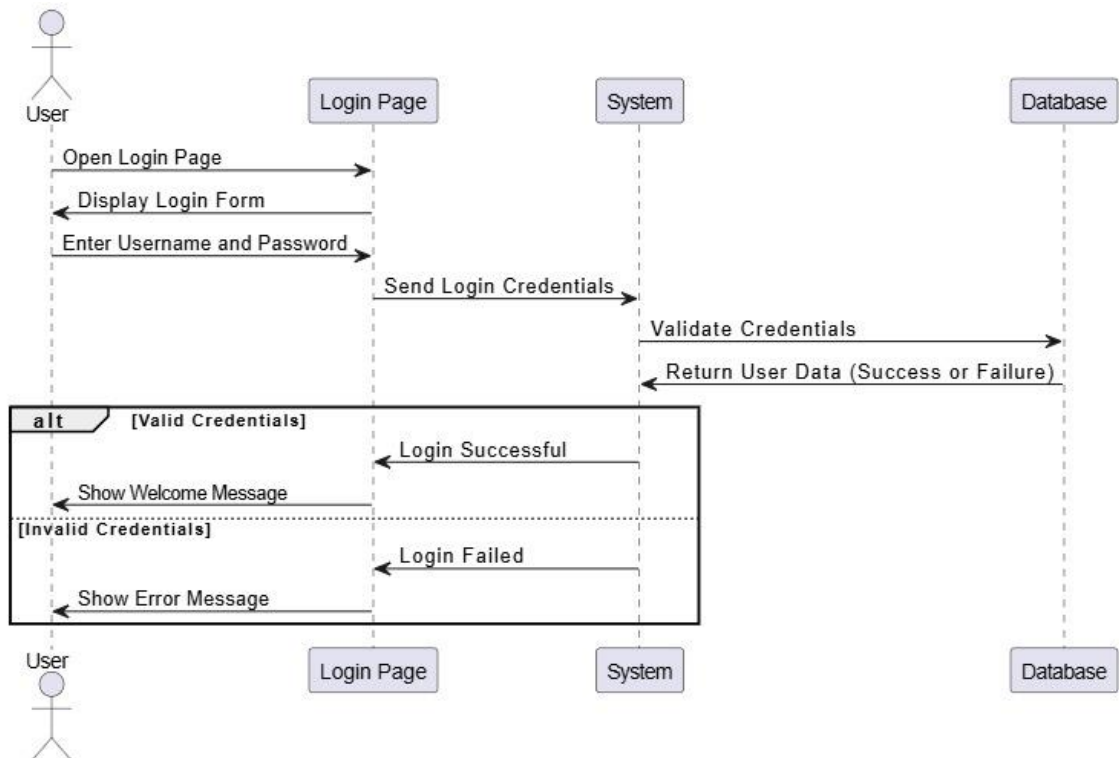 User
Login Page
System
Database
Open Login Page
Display Login Form
Enter Username and Password
Send Login Credentials
Validate Credentials
Return User Data (Success or Failure)
alt
[Valid Credentials]
Login Successful
Show Welcome Message
[Invalid Credentials]
Login Failed
Show Error Message
User
Login Page
System
Database